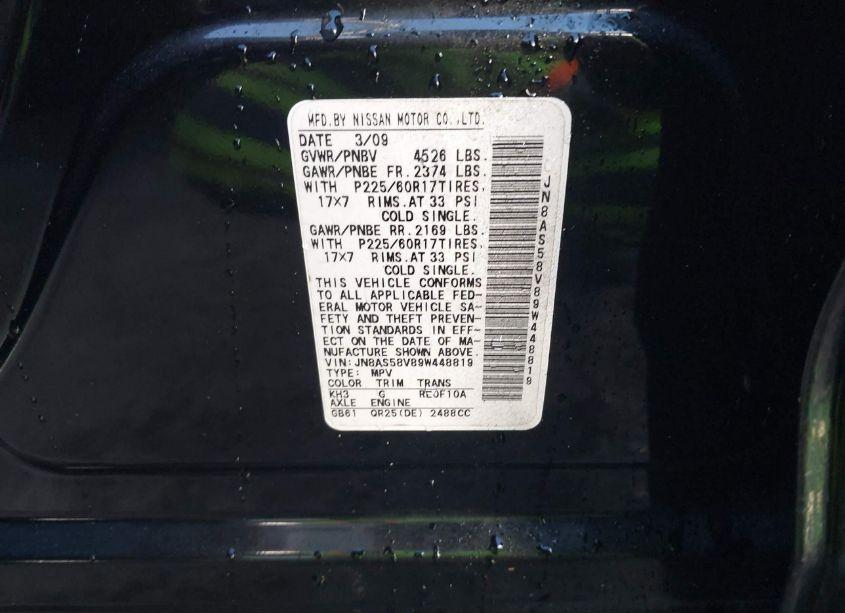 MFD.BY NISSAN MOTOR CO.,LTD.
DATE 3/09
GVWR/PNBV 4526 LBS.
GAWR/PNBE FR.2374 LBS.
WITH P225/60R17TIRES,
17×7 RIMS.AT 33 PSI
COLD SINGLE.
GAWR/PNBE RR.2169 LBS.
WITH P225/60R17TIRES,
17×7 RIMS.AT 33 PSI
COLD SINGLE.
THIS VEHICLE CONFORMS
TO ALL APPLICABLE FED-
ERAL MOTOR VEHICLE SA-
FETY AND THEFT PREVEN-
TION STANDARDS IN EFF-
ECT ON THE DATE OF MA-
NUFACTURE SHOWN ABOVE.
VIN:JN8AS58V89W448819
TYPE: MPV
COLOR TRIM TRANS
KH3 G RE0F10A
AXLE ENGINE
GB61 QR25(DE) 2488CC
JN8AS58V89W448819